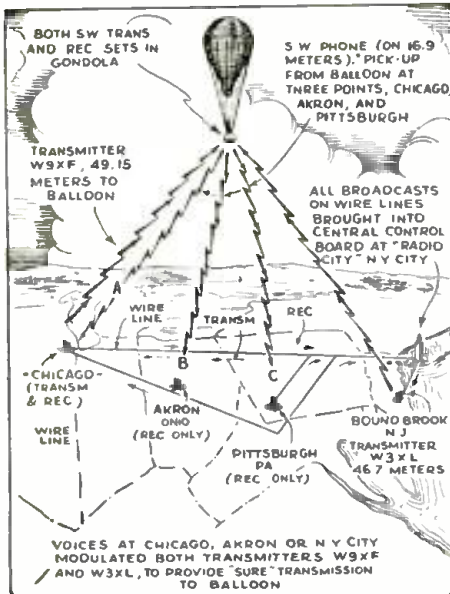 BOTH SW TRANS
AND REC SETS IN
GONDOLA
SW PHONE (ON 16.9
METERS)." PICK-UP
FROM BALLOON AT
THREE POINTS, CHICAGO,
AKRON, AND
PITTSBURGH
TRANSMITTER
W9XF, 49.15
METERS TO
BALLOON
ALL BROADCASTS
ON WIRE LINES
BROUGHT INTO
CENTRAL CONTROL
BOARD AT "RADIO
CITY" NY CITY
A
WIRE
LINE
TRANSM
REC
B
C
-CHICAGO-
(TRANSM
& REC)
WIRE
LINE
AKRON
OHIO
(REC ONLY)
PITTSBURGH
PA
(REC ONLY)
BOUND BROOK
NJ
TRANSMITTER
W3XL
46.7 METERS
VOICES AT CHICAGO, AKRON OR NY CITY
MODULATED BOTH TRANSMITTERS W9XF
AND W3XL, TO PROVIDE "SURE" TRANSMISSION
TO BALLOON